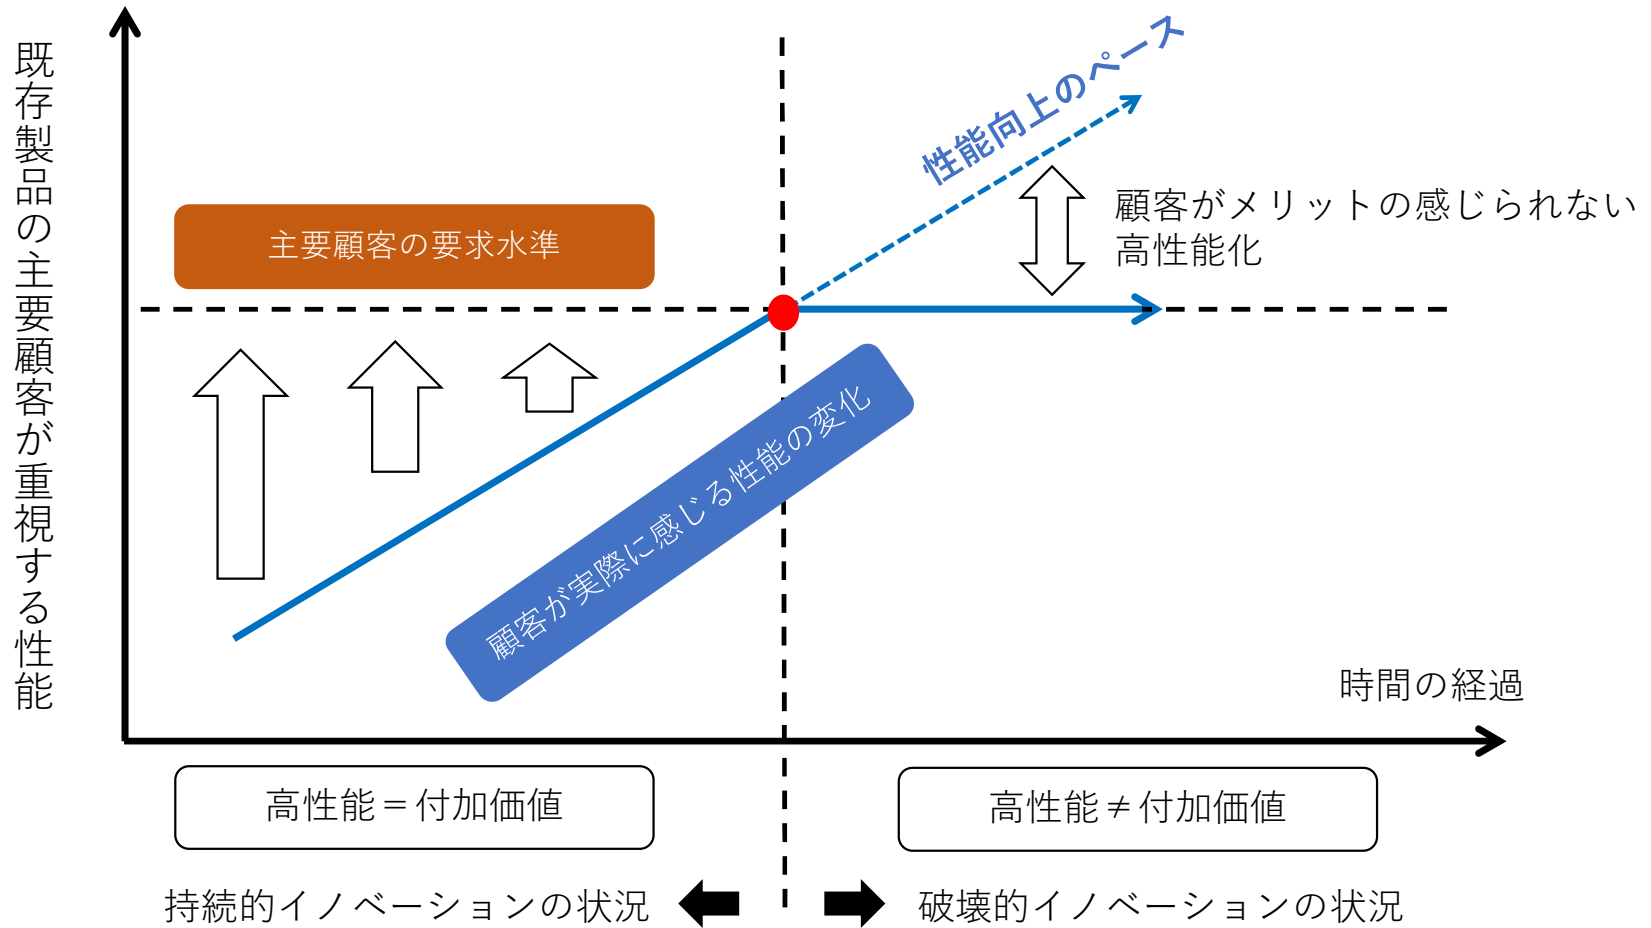 既存製品の主要顧客が重視する性能
性能向上のペース
主要顧客の要求水準
顧客がメリットの感じられない
高性能化
顧客が実際に感じる性能の変化
時間の経過
高性能＝付加価値
高性能≠付加価値
持続的イノベーションの状況
破壊的イノベーションの状況